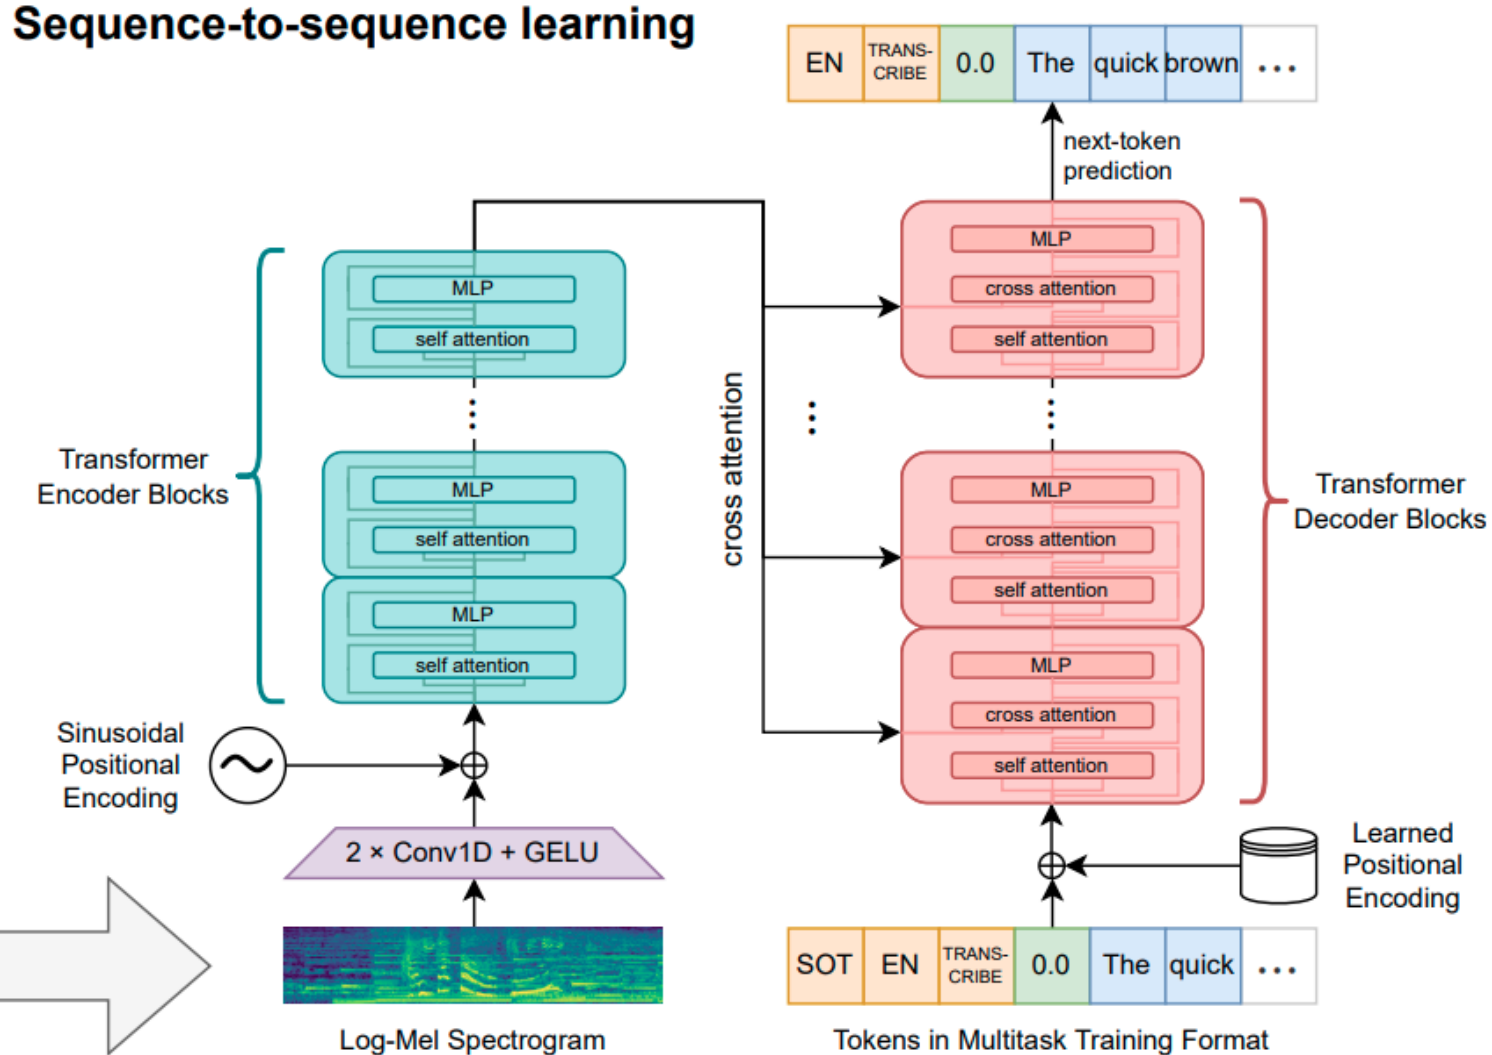 Sequence-to-sequence learning
EN TRANS-
CRIBE 0.0 The quick brown ...
next-token
prediction
MLP
self attention
...
MLP
self attention
MLP
self attention
Transformer
Encoder Blocks
cross attention
...
MLP
cross attention
self attention
...
MLP
cross attention
self attention
MLP
cross attention
self attention
Transformer
Decoder Blocks
Sinusoidal
Positional
Encoding
2 × Conv1D + GELU
Log-Mel Spectrogram
Learned
Positional
Encoding
SOT EN TRANS-
CRIBE 0.0 The quick ...
Tokens in Multitask Training Format